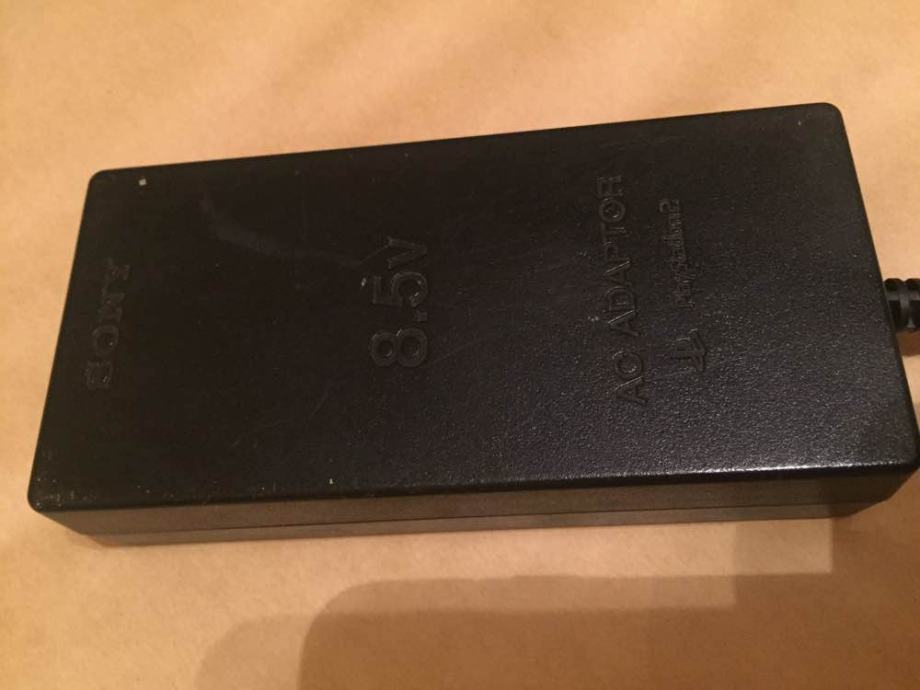 SONY
8.5V
AC ADAPTOR
PlayStation2